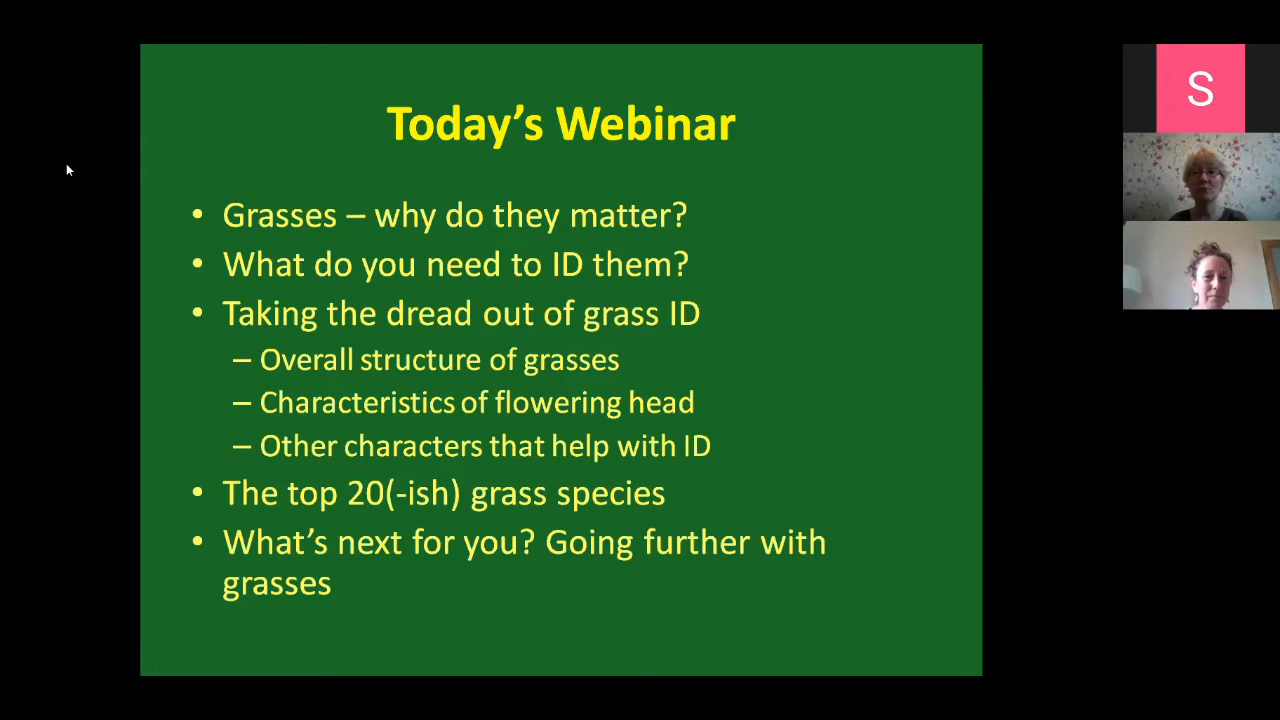 Today's Webinar
• Grasses – why do they matter?
• What do you need to ID them?
• Taking the dread out of grass ID
– Overall structure of grasses
– Characteristics of flowering head
– Other characters that help with ID
• The top 20(-ish) grass species
• What's next for you? Going further with
grasses
S